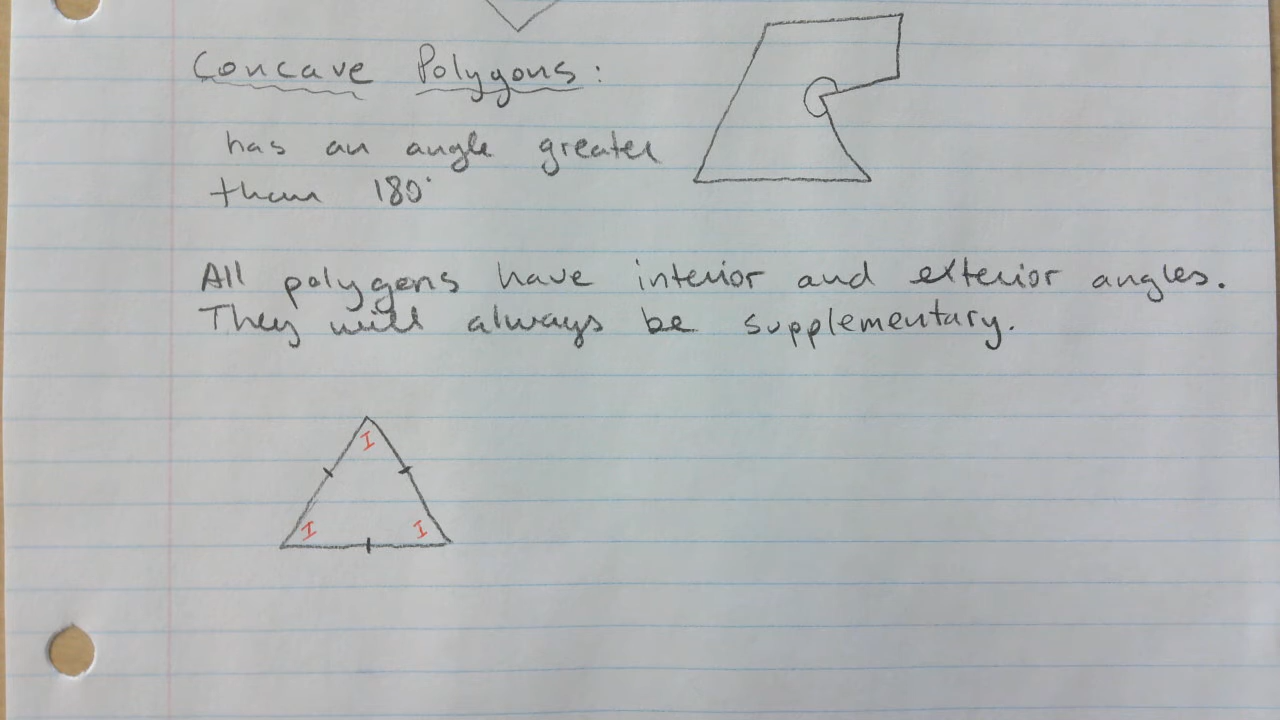 Concave Polygons:
has an angle greater
than 180°
All polygons have interior and exterior angles.
They will always be supplementary.
I
I I